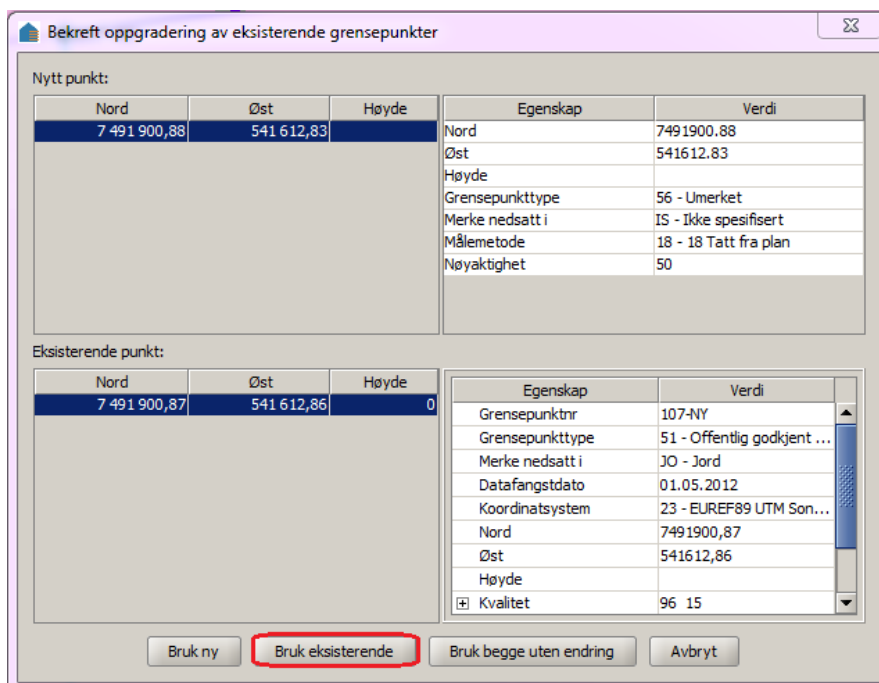 Bekreft oppgradering av eksisterende grensepunkter
Nytt punkt:
Nord Øst Høyde
7 491 900,88 541 612,83
Egenskap Verdi
Nord 7491900.88
Øst 541612.83
Høyde
Grensepunkttype 56 - Umerket
Merke nedsatt i IS - Ikke spesifisert
Målemetode 18 - 18 Tatt fra plan
Nøyaktighet 50
Eksisterende punkt:
Nord Øst Høyde
7 491 900,87 541 612,86 0
Egenskap Verdi
Grensepunktnr 107-NY
Grensepunkttype 51 - Offentlig godkjent ...
Merke nedsatt i JO - Jord
Datafangstdato 01.05.2012
Koordinatsystem 23 - EUREF89 UTM Son...
Nord 7491900,87
Øst 541612,86
Høyde
Kvalitet 96 15
Bruk ny Bruk eksisterende Bruk begge uten endring Avbryt